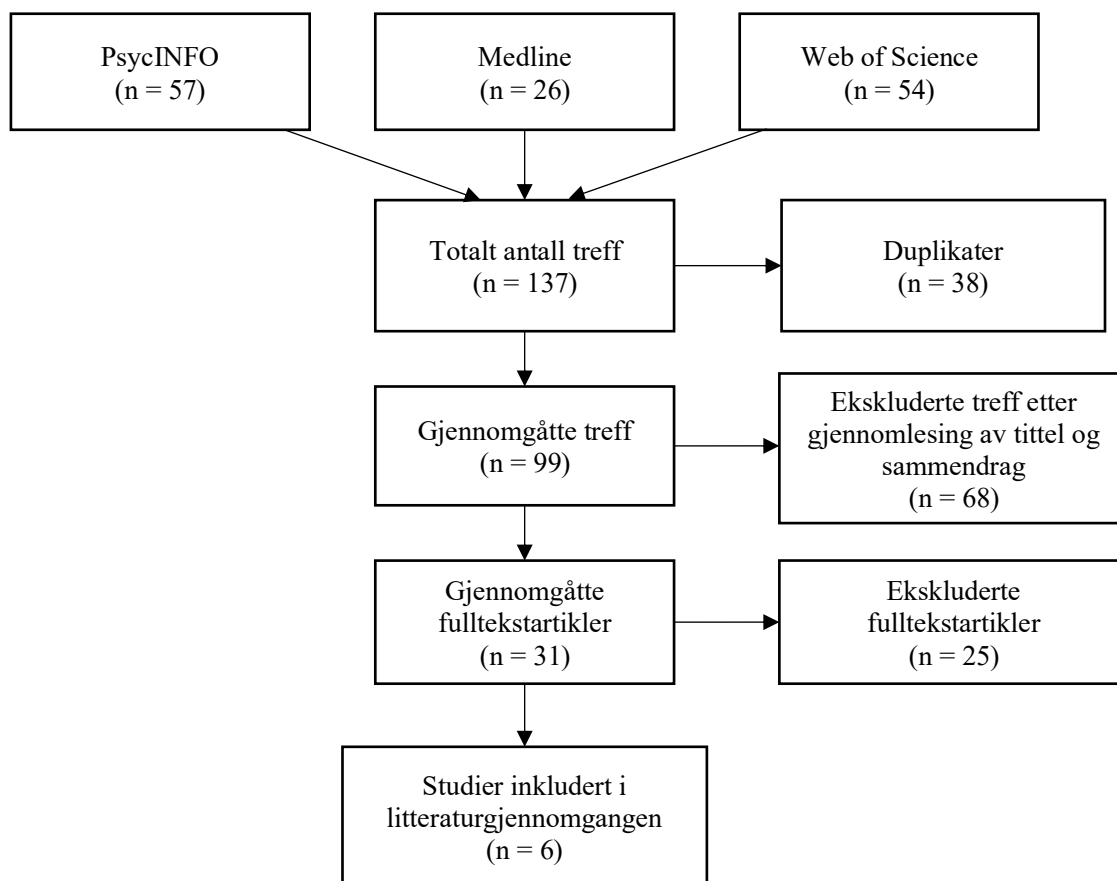 PsycINFO
(n = 57)
Medline
(n = 26)
Web of Science
(n = 54)
Totalt antall treff
(n = 137)
Duplikater
(n = 38)
Gjennomgåtte treff
(n = 99)
Ekskluderte treff etter
gjennomlesing av tittel og
sammendrag
(n = 68)
Gjennomgåtte
fulltekstartikler
(n = 31)
Ekskluderte
fulltekstartikler
(n = 25)
Studier inkludert i
litteraturgjennomgangen
(n = 6)